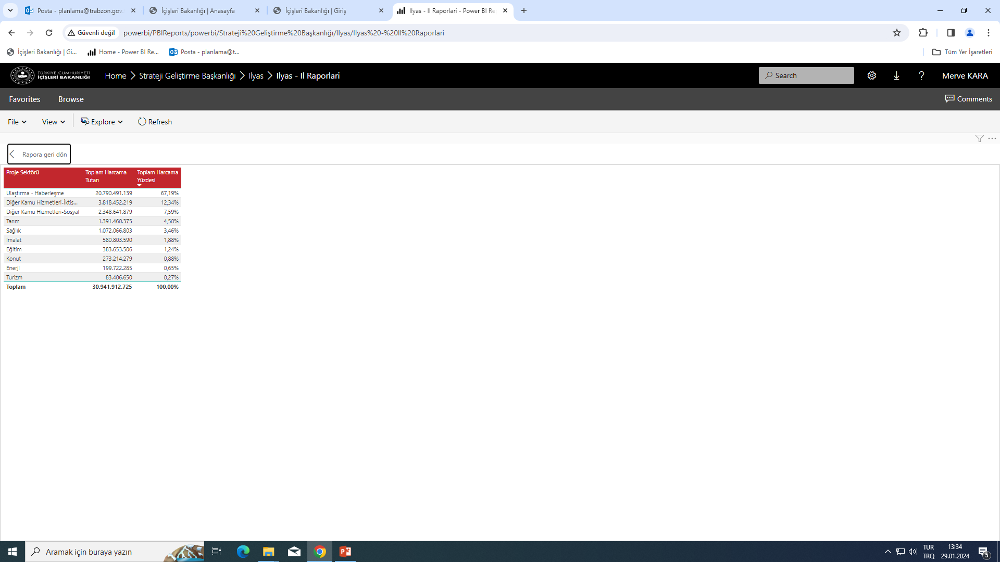 Posta - planlama@trabzon.gov.
İçişleri Bakanlığı | Anasayfa
İçişleri Bakanlığı | Giriş
Ilyas - Il Raporlari - Power BI Re
Güvenli değil
powerbi/PBIReports/powerbi/Strateji%20Geliştirme%20Başkanlığı/Ilyas/Ilyas%20-%20Il%20Raporlari
İçişleri Bakanlığı | Gi...
Home - Power BI Re...
Posta - planlama@t...
Tüm Yer İşaretleri
TÜRKİYE CUMHURİYETİ
İÇİŞLERİ BAKANLIĞI
Home > Strateji Geliştirme Başkanlığı > Ilyas > Ilyas - Il Raporlari
Search
?
Merve KARA
Favorites
Browse
Comments
File
View
Explore
Refresh
Rapora geri dön
Proje Sektörü Toplam Harcama Tutarı Toplam Harcama Yüzdesi
Ulaştırma - Haberleşme 20.790.491.139 67,19%
Diğer Kamu Hizmetleri-İktis... 3.818.452.219 12,34%
Diğer Kamu Hizmetleri-Sosyal 2.348.641.879 7,59%
Tarım 1.391.460.375 4,50%
Sağlık 1.072.066.803 3,46%
İmalat 580.803.590 1,88%
Eğitim 383.653.506 1,24%
Konut 273.214.279 0,88%
Enerji 199.722.285 0,65%
Turizm 83.406.650 0,27%
Toplam 30.941.912.725 100,00%
Aramak için buraya yazın
TUR
TRQ
13:34
29.01.2024
5